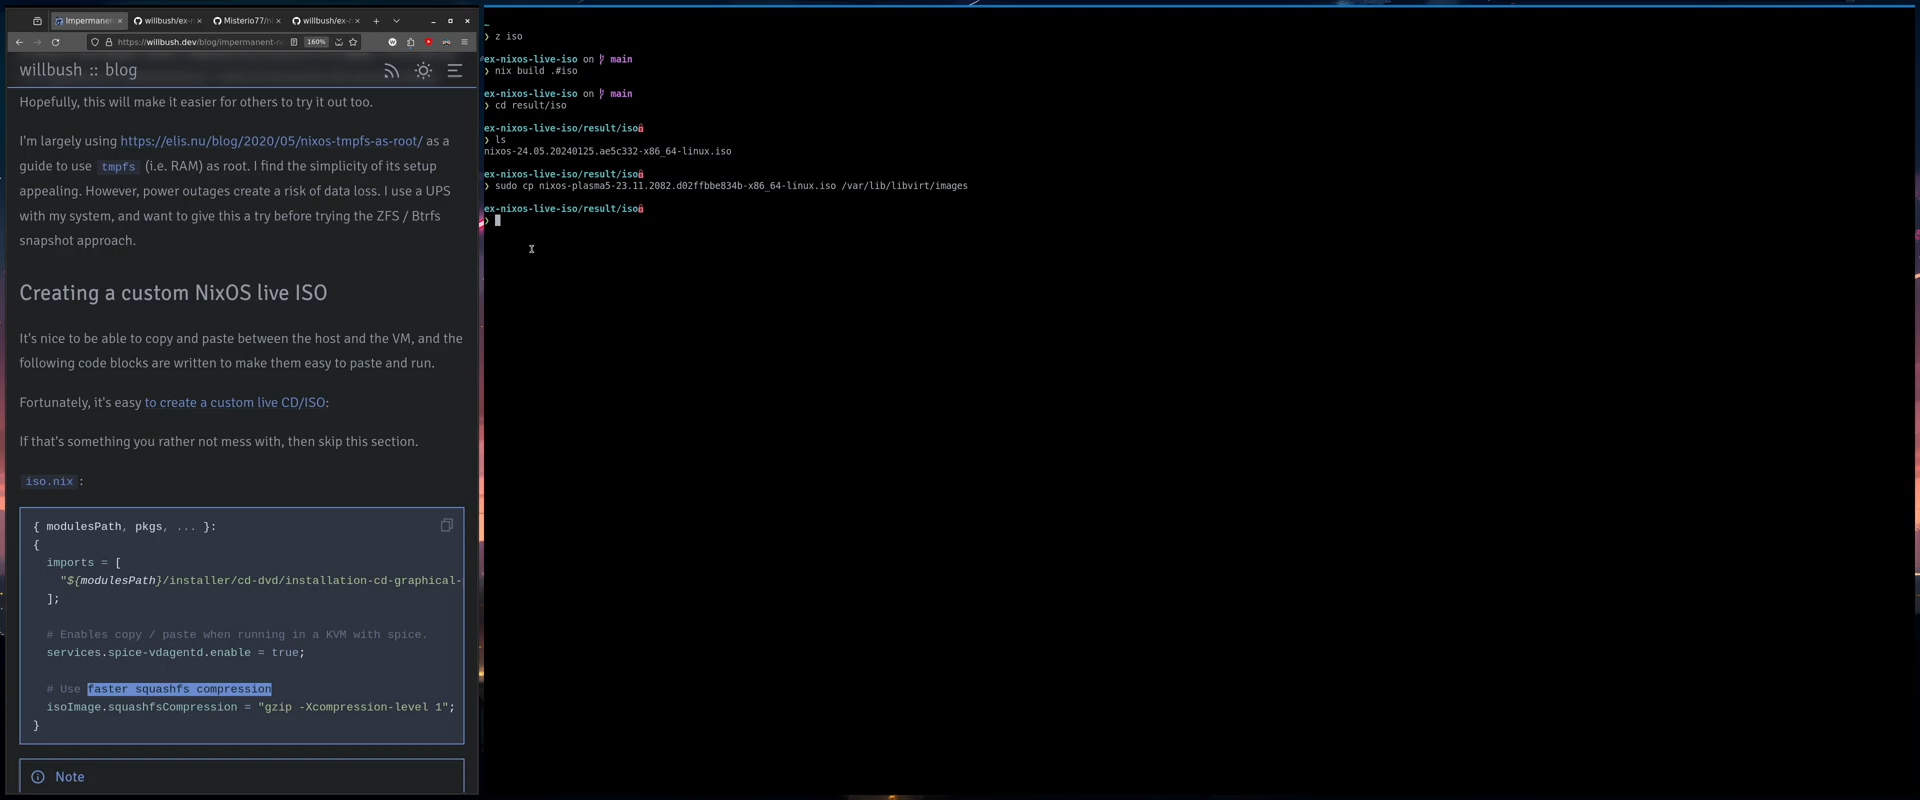 Impermanen
willbush/ex-n
Misterio77/n
willbush/ex-n
https://willbush.dev/blog/impermanent-n
160%
willbush :: blog
Hopefully, this will make it easier for others to try it out too.
I'm largely using https://elis.nu/blog/2020/05/nixos-tmpfs-as-root/ as a
guide to use tmpfs (i.e. RAM) as root. I find the simplicity of its setup
appealing. However, power outages create a risk of data loss. I use a UPS
with my system, and want to give this a try before trying the ZFS / Btrfs
snapshot approach.
Creating a custom NixOS live ISO
It's nice to be able to copy and paste between the host and the VM, and the
following code blocks are written to make them easy to paste and run.
Fortunately, it's easy to create a custom live CD/ISO:
If that's something you rather not mess with, then skip this section.
iso.nix :
{ modulesPath, pkgs, ... }:
{
imports = [
"${modulesPath}/installer/cd-dvd/installation-cd-graphical-
];
# Enables copy / paste when running in a KVM with spice.
services.spice-vdagentd.enable = true;
# Use faster squashfs compression
isoImage.squashfsCompression = "gzip -Xcompression-level 1";
}
Note
~
❯ z iso
ex-nixos-live-iso on main
❯ nix build .#iso
ex-nixos-live-iso on main
❯ cd result/iso
ex-nixos-live-iso/result/iso
❯ ls
nixos-24.05.20240125.ae5c332-x86_64-linux.iso
ex-nixos-live-iso/result/iso
❯ sudo cp nixos-plasma5-23.11.2082.d02ffbbe834b-x86_64-linux.iso /var/lib/libvirt/images
ex-nixos-live-iso/result/iso
❯